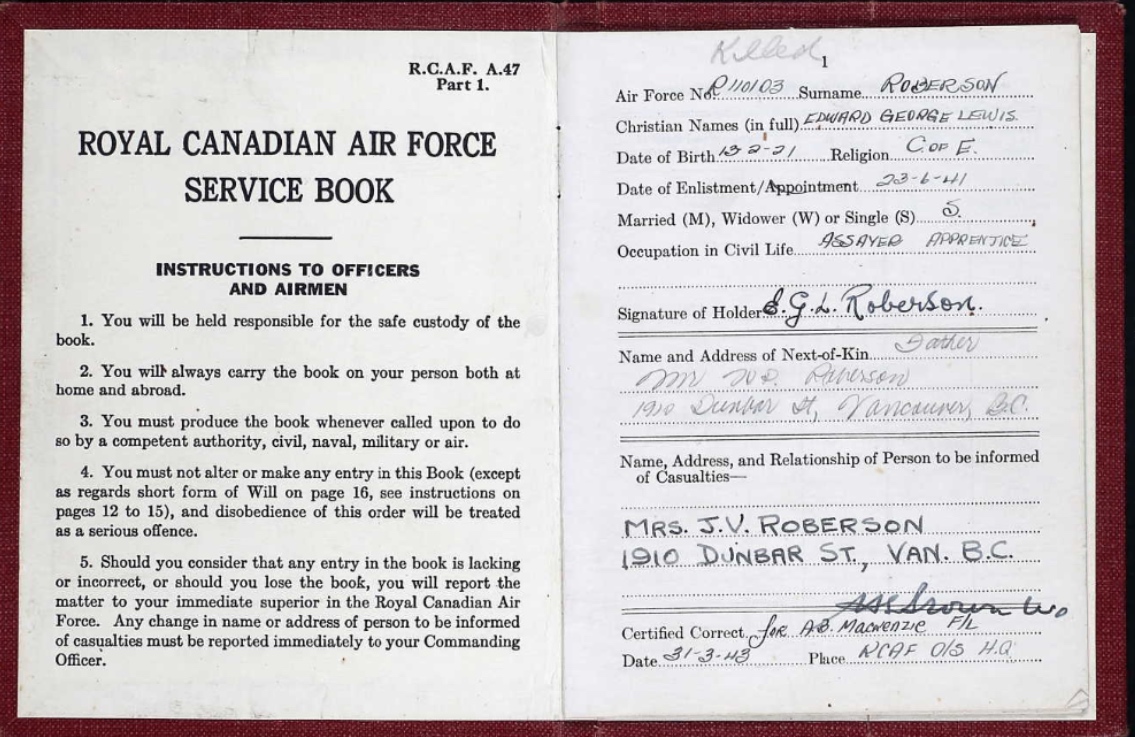 R.C.A.F. A.47
Part 1.
ROYAL CANADIAN AIR FORCE
SERVICE BOOK
INSTRUCTIONS TO OFFICERS
AND AIRMEN
1. You will be held responsible for the safe custody of the
book.
2. You will always carry the book on your person both at
home and abroad.
3. You must produce the book whenever called upon to do
so by a competent authority, civil, naval, military or air.
4. You must not alter or make any entry in this Book (except
as regards short form of Will on page 16, see instructions on
pages 12 to 15), and disobedience of this order will be treated
as a serious offence.
5. Should you consider that any entry in the book is lacking
or incorrect, or should you lose the book, you will report the
matter to your immediate superior in the Royal Canadian Air
Force. Any change in name or address of person to be informed
of casualties must be reported immediately to your Commanding
Officer.
Killed
1
Air Force No. R110103 Surname ROBERSON
Christian Names (in full) EDWARD GEORGE LEWIS.
Date of Birth 13-2-21 Religion C OF E.
Date of Enlistment/Appointment 23-6-41
Married (M), Widower (W) or Single (S) S.
Occupation in Civil Life ASSAYER APPRENTICE
Signature of Holder E.G.L. Roberson.
Name and Address of Next-of-Kin Father
Mr Roberson
1910 Dunbar St, Vancouver, B.C.
Name, Address, and Relationship of Person to be informed
of Casualties—
MRS. J.V. ROBERSON
1910 DUNBAR ST., VAN. B.C.
Brown
Certified Correct for A.B. Mackenzie F/L
Date 31-3-43 Place RCAF O/S H.Q.